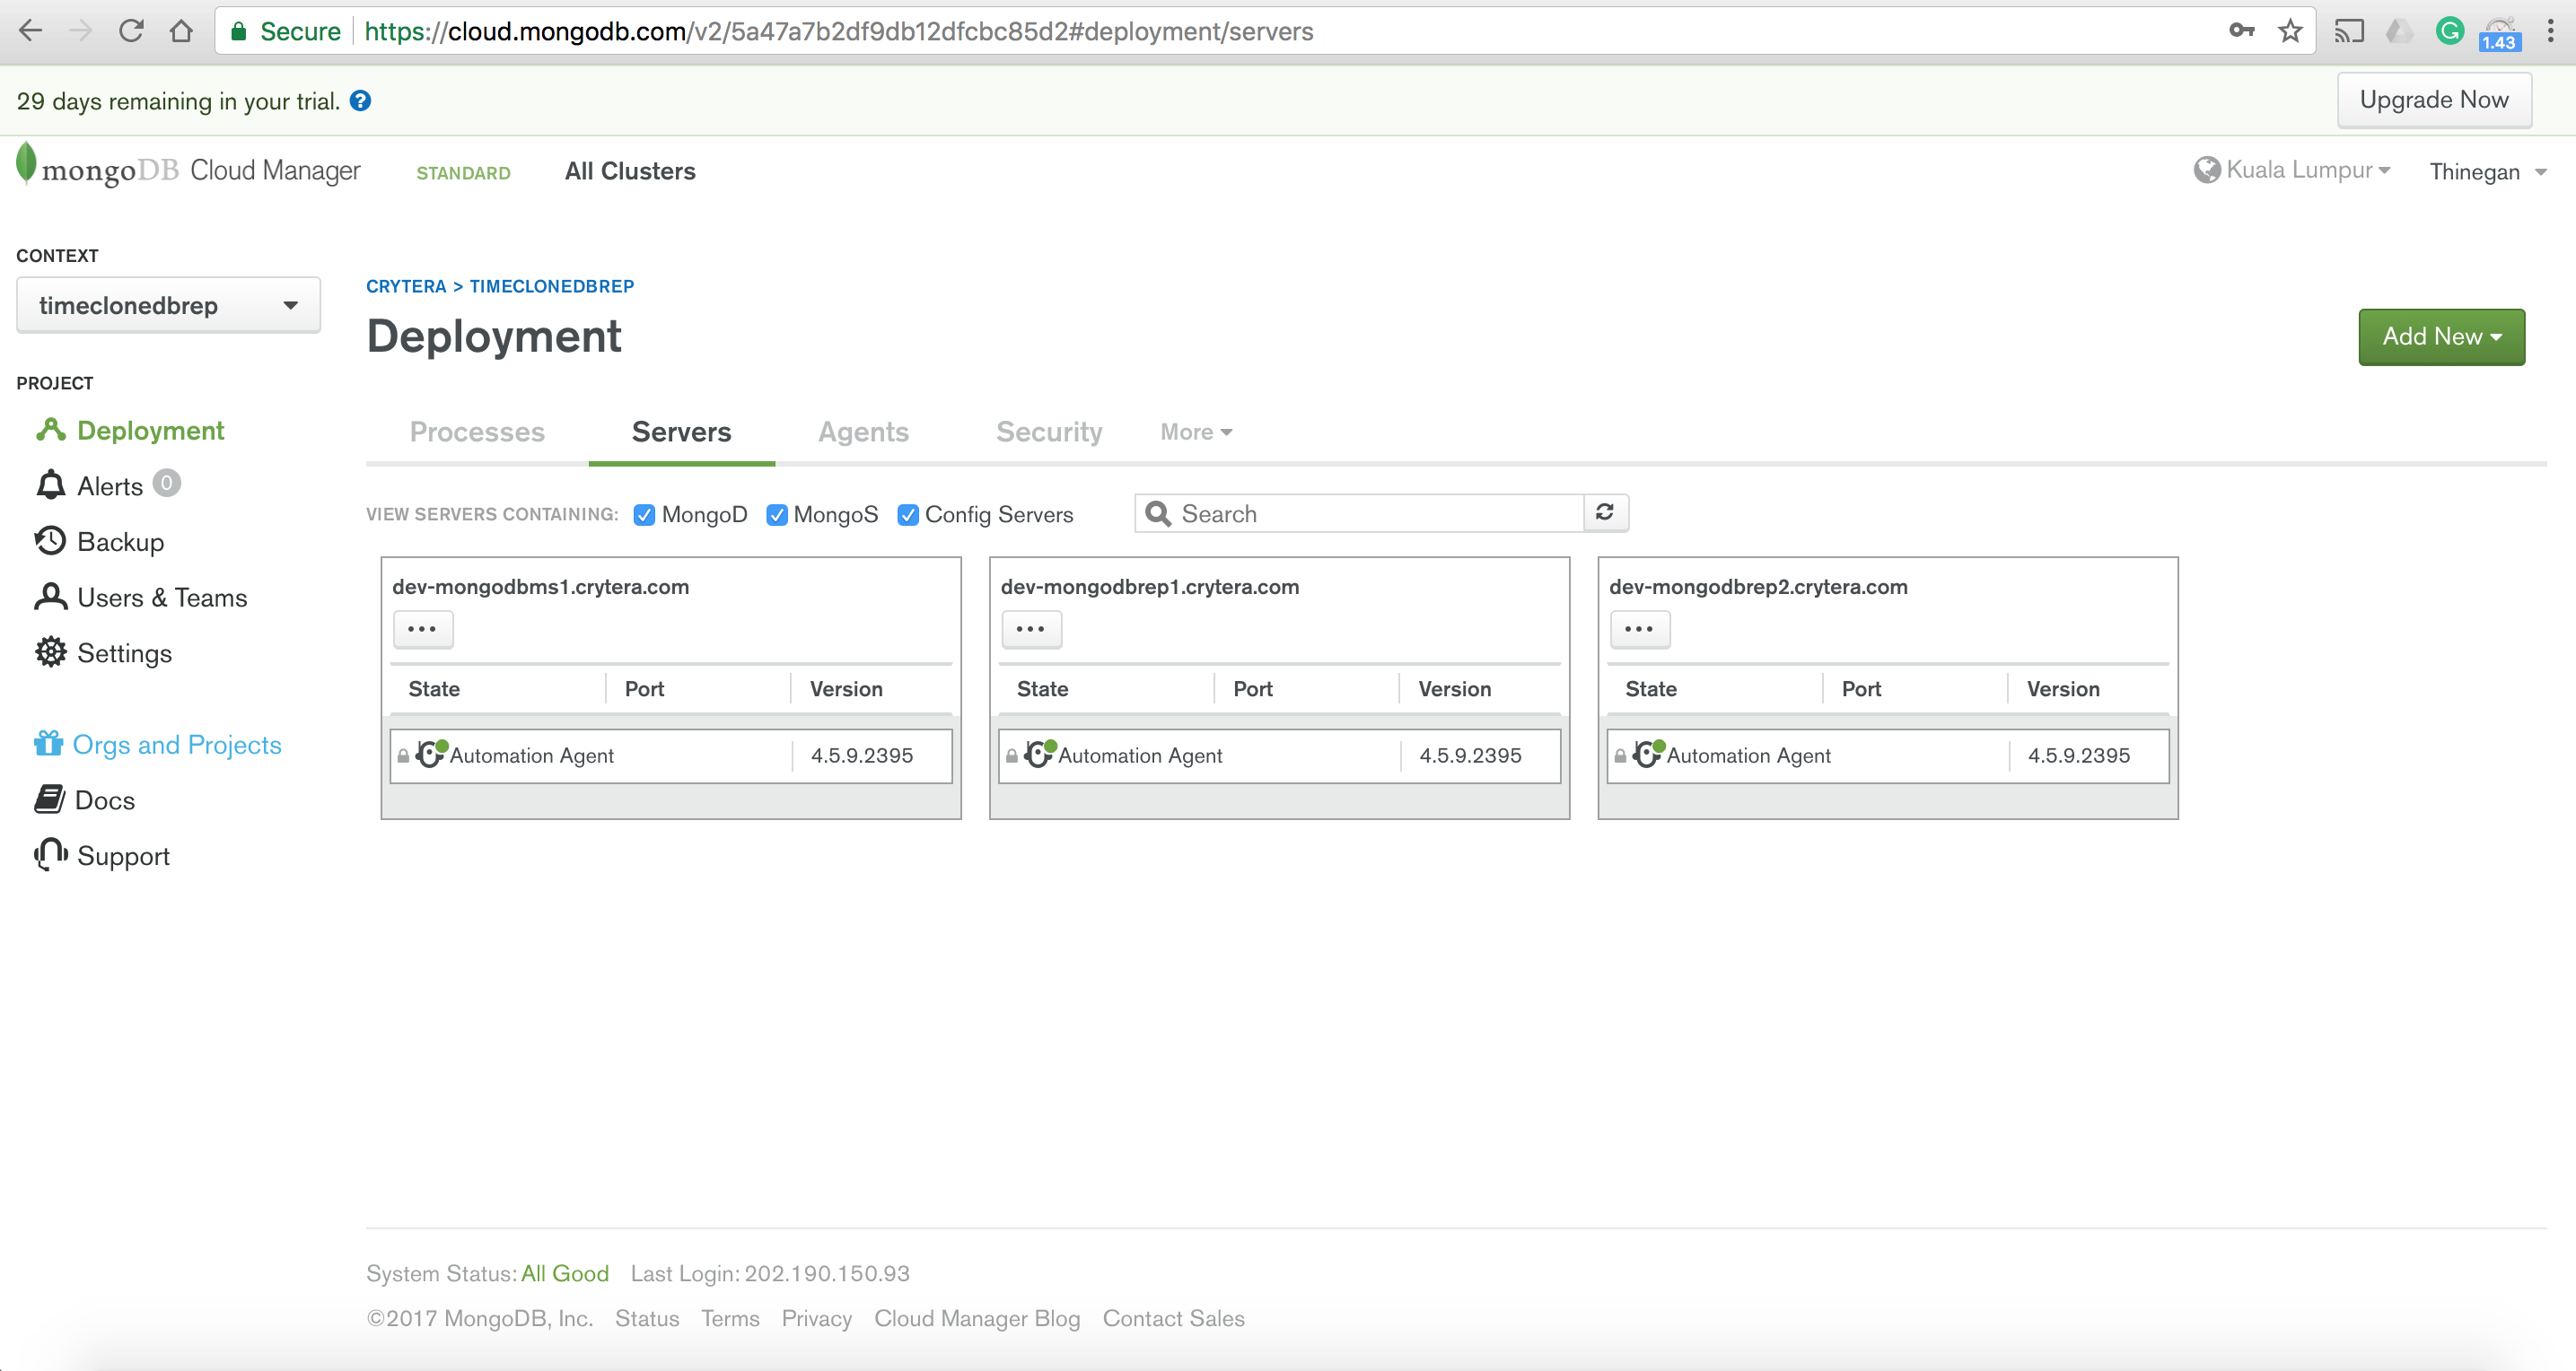 Secure https://cloud.mongodb.com/v2/5a47a7b2df9db12dfcbc85d2#deployment/servers
G
1.43
29 days remaining in your trial. ?
Upgrade Now
mongoDB Cloud Manager STANDARD All Clusters Kuala Lumpur Thinegan
CONTEXT
timeclonedbrep
PROJECT
Deployment
Alerts 0
Backup
Users & Teams
Settings
Orgs and Projects
Docs
Support
CRYTERA > TIMECLONEDBREP
Deployment
Add New
Processes Servers Agents Security More
VIEW SERVERS CONTAINING: MongoD MongoS Config Servers Search
dev-mongodbms1.crytera.com
...
State Port Version
Automation Agent 4.5.9.2395
dev-mongodbrep1.crytera.com
...
State Port Version
Automation Agent 4.5.9.2395
dev-mongodbrep2.crytera.com
...
State Port Version
Automation Agent 4.5.9.2395
System Status: All Good Last Login: 202.190.150.93
©2017 MongoDB, Inc. Status Terms Privacy Cloud Manager Blog Contact Sales